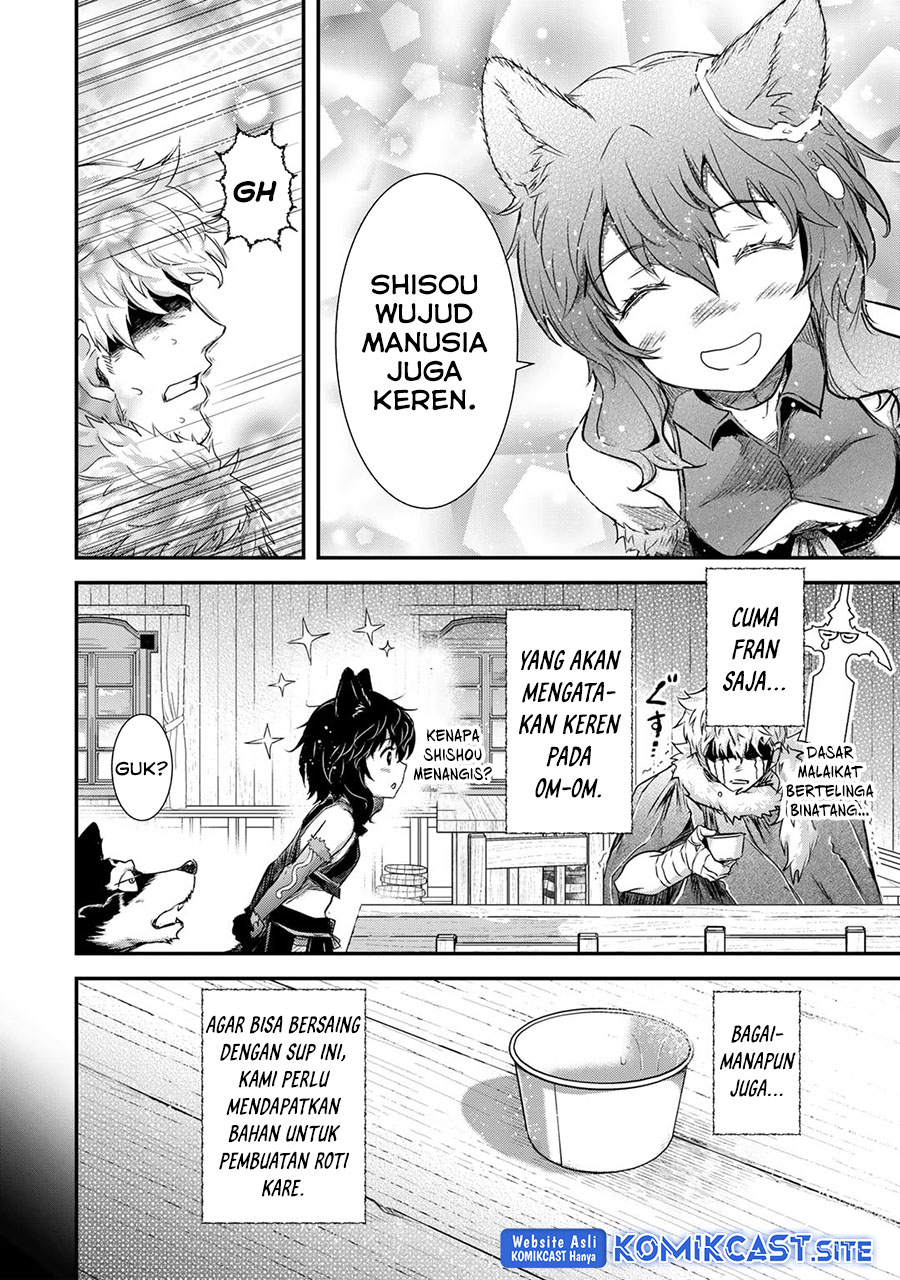 SHISOU
WUJUD
MANUSIA
JUGA
KEREN.
GH
CUMA
FRAN
SAJA...
DASAR
MALAIKAT
BERTELINGA
BINATANG...
ぐす…
YANG AKAN
MENGATA-
KAN KEREN
PADA
OM-OM.
KENAPA
SHISHOU
MENANGIS?
GUK?
BAGAI-
MANAPUN
JUGA...
AGAR BISA BERSAING
DENGAN SUP INI,
KAMI PERLU
MENDAPATKAN
BAHAN UNTUK
PEMBUATAN ROTI
KARE.
Website Asli
KOMIKCAST Hanya
KOMIKCAST.SITE